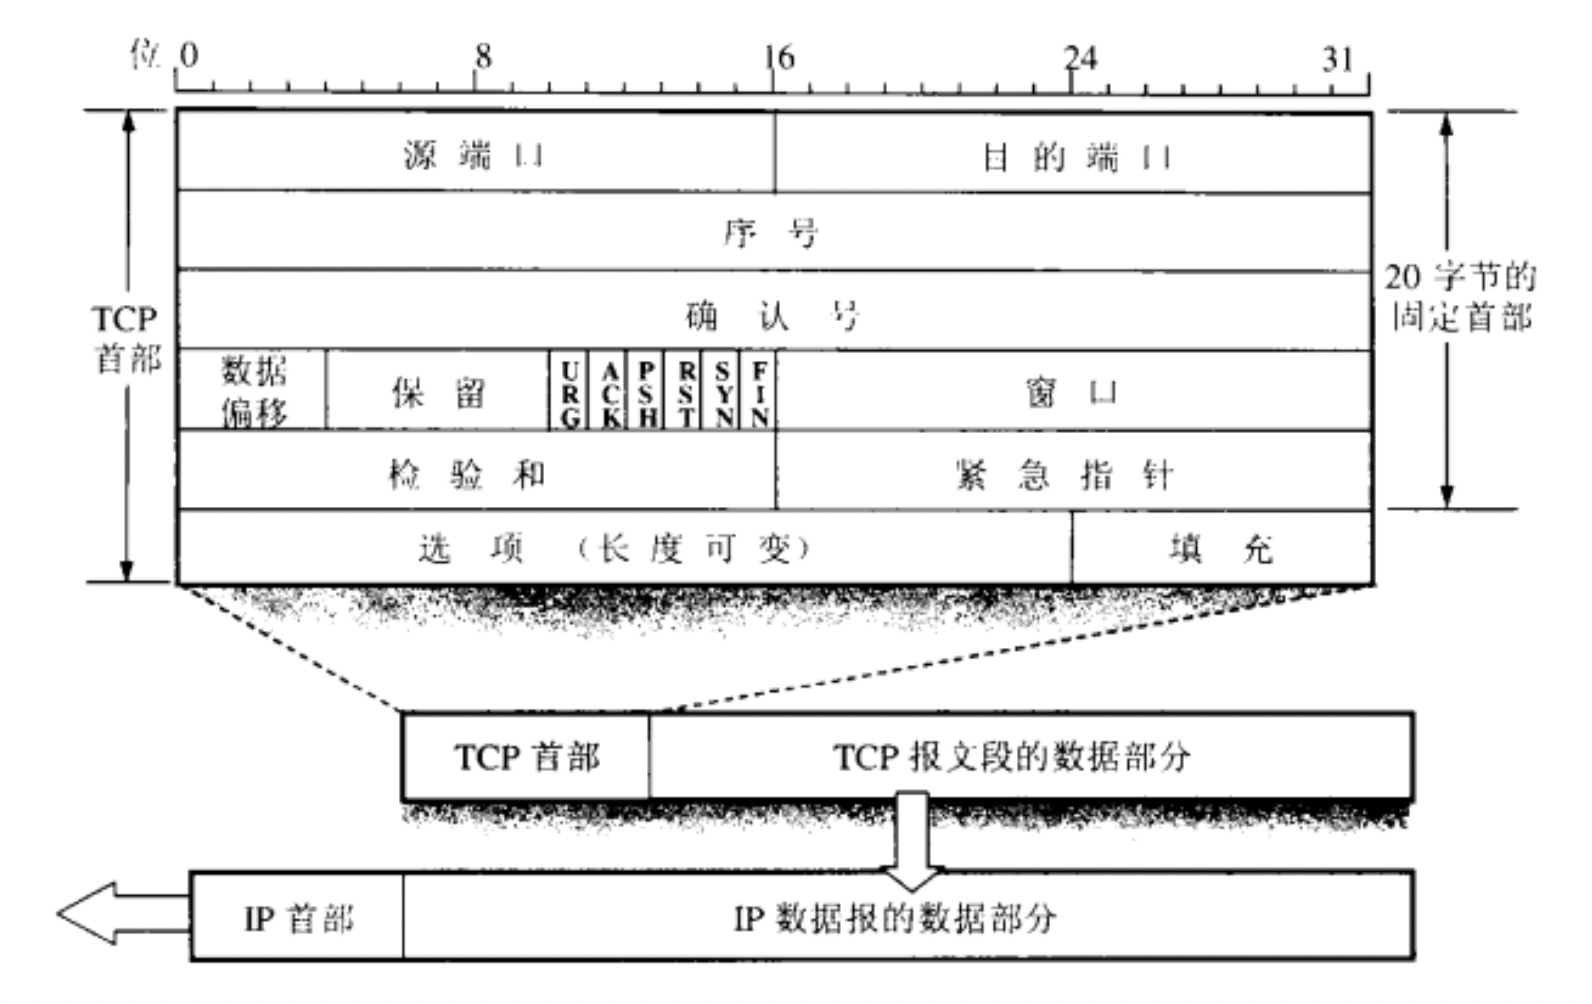 位 0 8 16 24 31
源端口 目的端口
序号
确认号
TCP
首部
20 字节的
固定首部
数据
偏移
保留
URG
ACK
PSH
RST
SYN
FIN
窗口
检验和 紧急指针
选项（长度可变） 填充
TCP 首部 TCP 报文段的数据部分
IP 首部 IP 数据报的数据部分